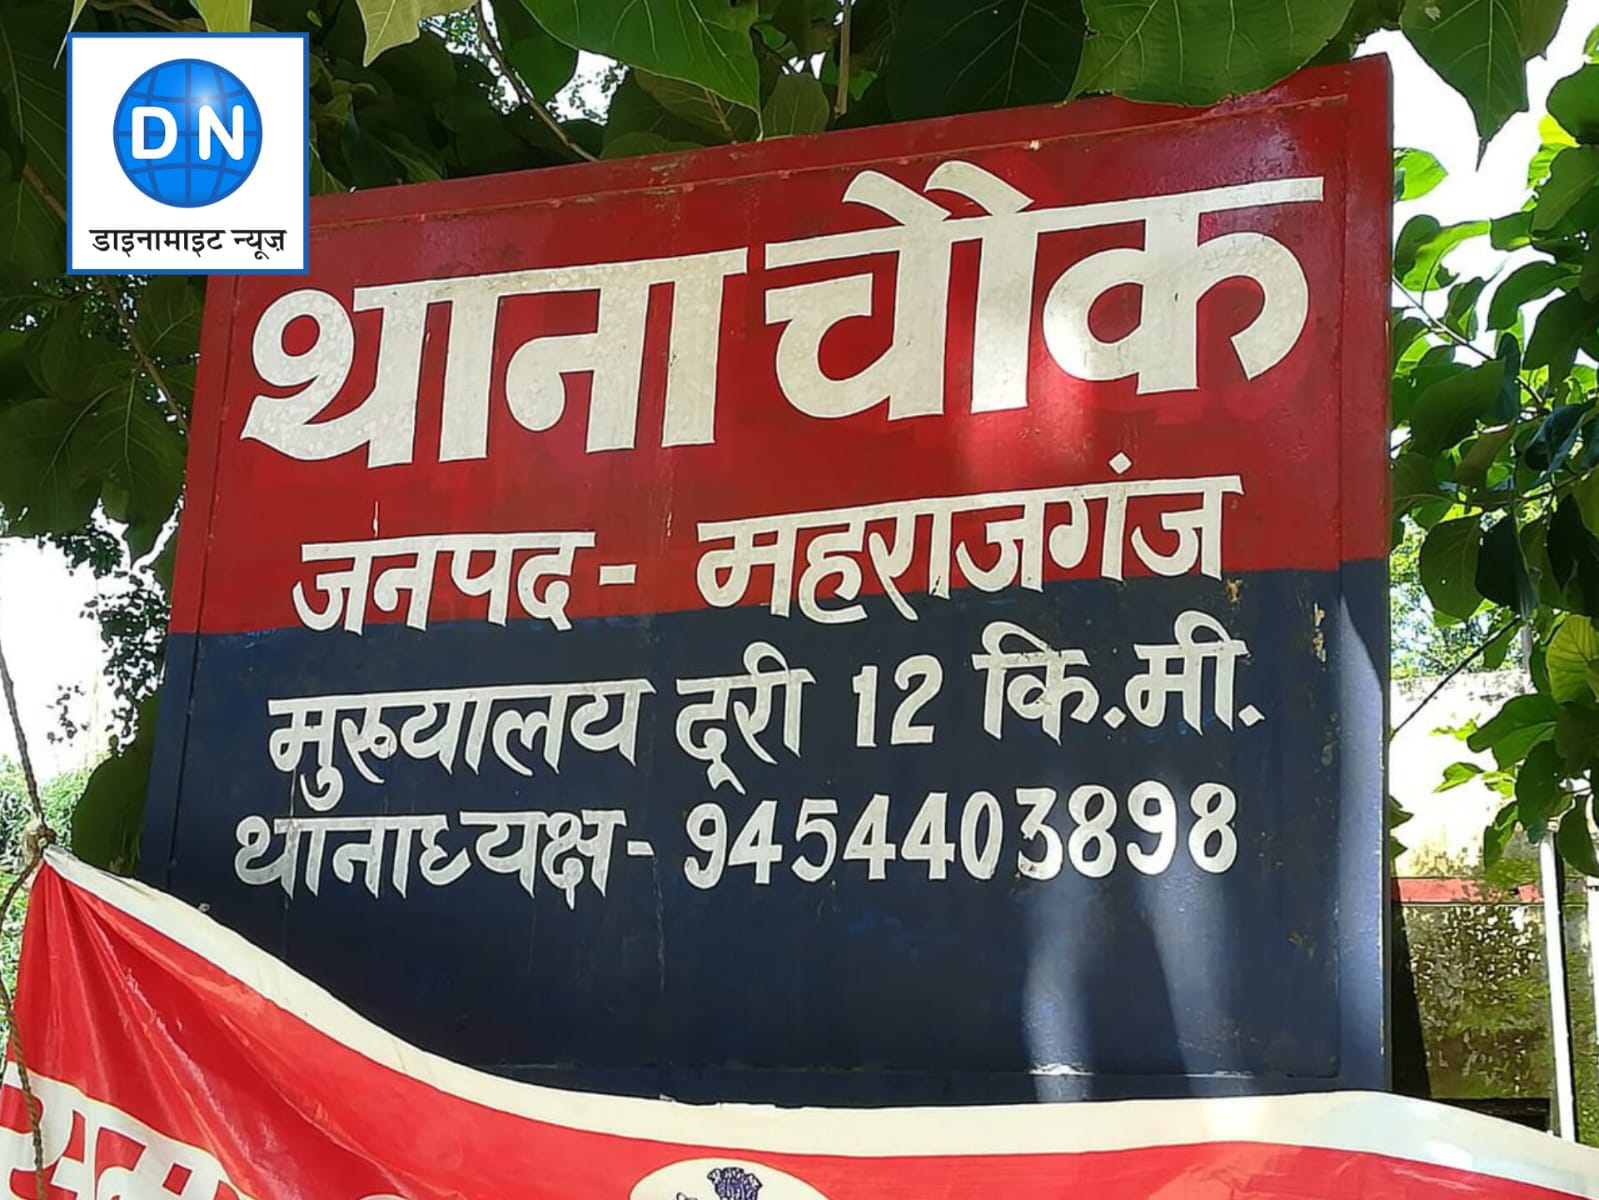 DN
डाइनामाइट न्यूज़
थाना चौक
जनपद - महराजगंज
मुख्यालय दूरी 12 कि.मी.
थानाध्यक्ष - 9454403898